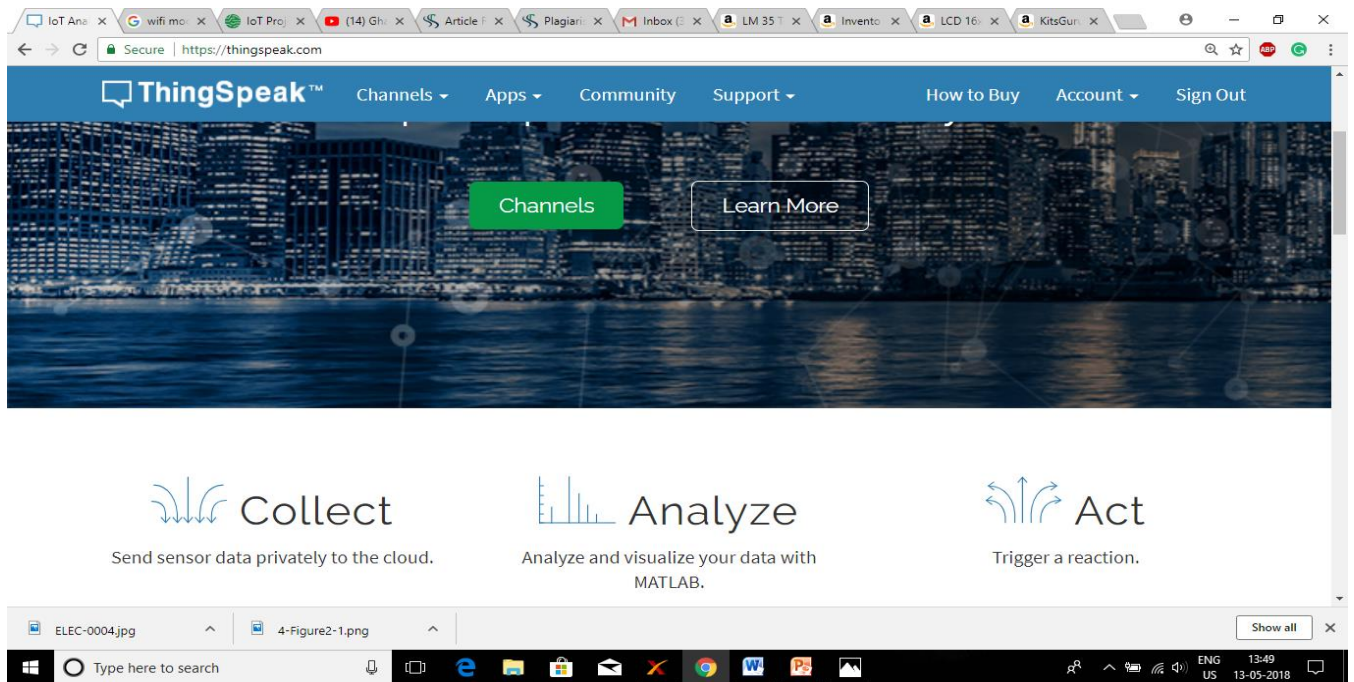 IoT Ana
wifi mo
IoT Proj
(14) Gh
Article F
Plagiari
Inbox (3
LM 35 T
Invento
LCD 16
KitsGur
Secure | https://thingspeak.com
ABP
ThingSpeak™ Channels Apps Community Support How to Buy Account Sign Out
Channels Learn More
Collect Analyze Act
Send sensor data privately to the cloud. Analyze and visualize your data with Trigger a reaction.
MATLAB.
ELEC-0004.jpg 4-Figure2-1.png Show all
Type here to search ENG 13:49
US 13-05-2018